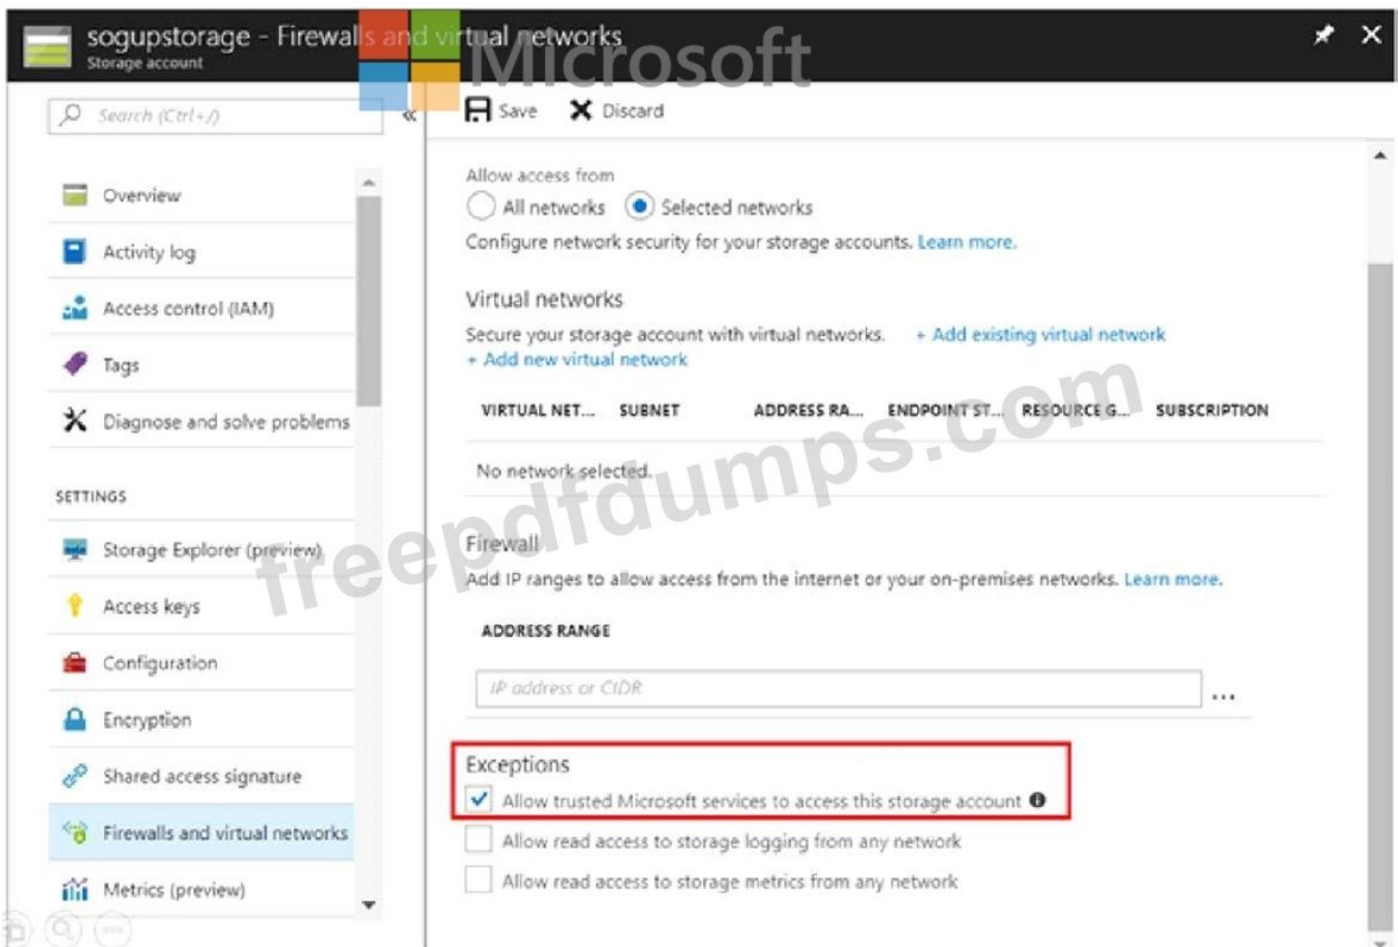 sogupstorage - Firewalls and virtual networks
Storage account
Microsoft
Search (Ctrl+/)
«
Overview
Activity log
Access control (IAM)
Tags
Diagnose and solve problems
SETTINGS
Storage Explorer (preview)
Access keys
Configuration
Encryption
Shared access signature
Firewalls and virtual networks
Metrics (preview)
Save Discard
Allow access from
All networks Selected networks
Configure network security for your storage accounts. Learn more.
Virtual networks
Secure your storage account with virtual networks. + Add existing virtual network
+ Add new virtual network
VIRTUAL NET... SUBNET ADDRESS RA... ENDPOINT ST... RESOURCE G... SUBSCRIPTION
No network selected.
Firewall
Add IP ranges to allow access from the internet or your on-premises networks. Learn more.
ADDRESS RANGE
IP address or CIDR
...
Exceptions
Allow trusted Microsoft services to access this storage account
Allow read access to storage logging from any network
Allow read access to storage metrics from any network
freepdfdumps.com